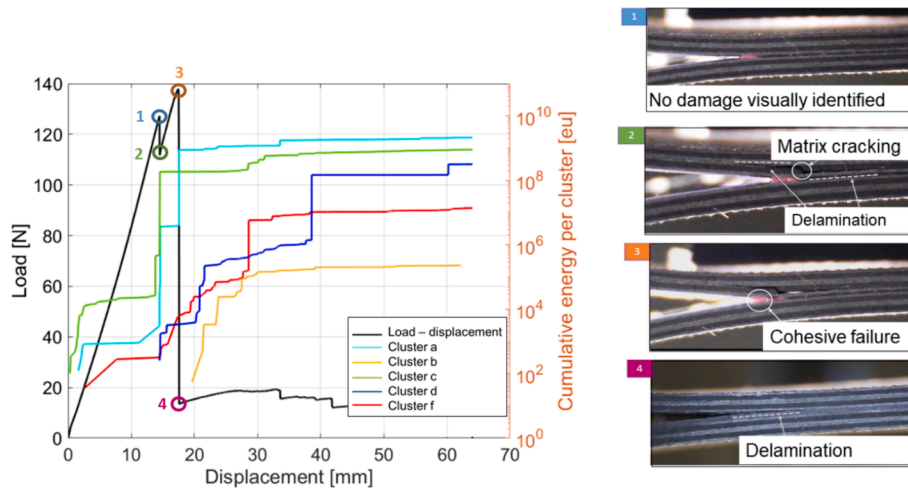 140
120
100
80
60
40
20
0
Load [N]
0 10 20 30 40 50 60 70
Displacement [mm]
10^10
10^8
10^6
10^4
10^2
10^0
Cumulative energy per cluster [eu]
1
2
3
4
Load – displacement
Cluster a
Cluster b
Cluster c
Cluster d
Cluster f
1
No damage visually identified
2
Matrix cracking
Delamination
3
Cohesive failure
4
Delamination